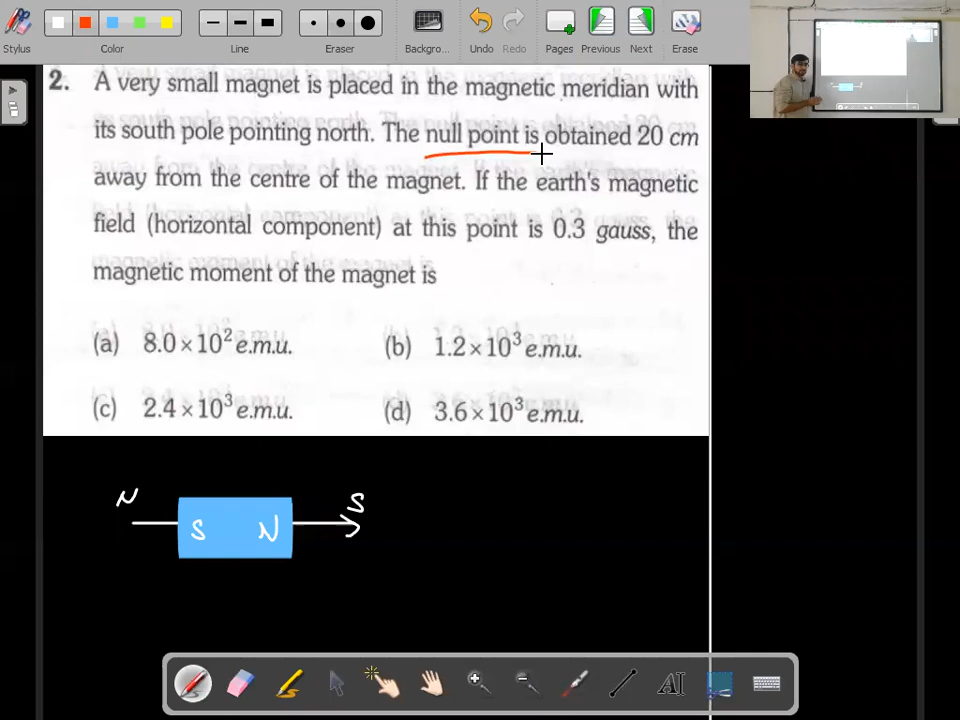 Stylus
Color
Line
Eraser
Backgro...
Undo
Redo
Pages
Previous
Next
Erase
2. A very small magnet is placed in the magnetic meridian with
its south pole pointing north. The null point is obtained 20 cm
away from the centre of the magnet. If the earth's magnetic
field (horizontal component) at this point is 0.3 gauss, the
magnetic moment of the magnet is
(a) 8.0×10² e.m.u.
(b) 1.2×10³ e.m.u.
(c) 2.4×10³ e.m.u.
(d) 3.6×10³ e.m.u.
N S
S N
AI